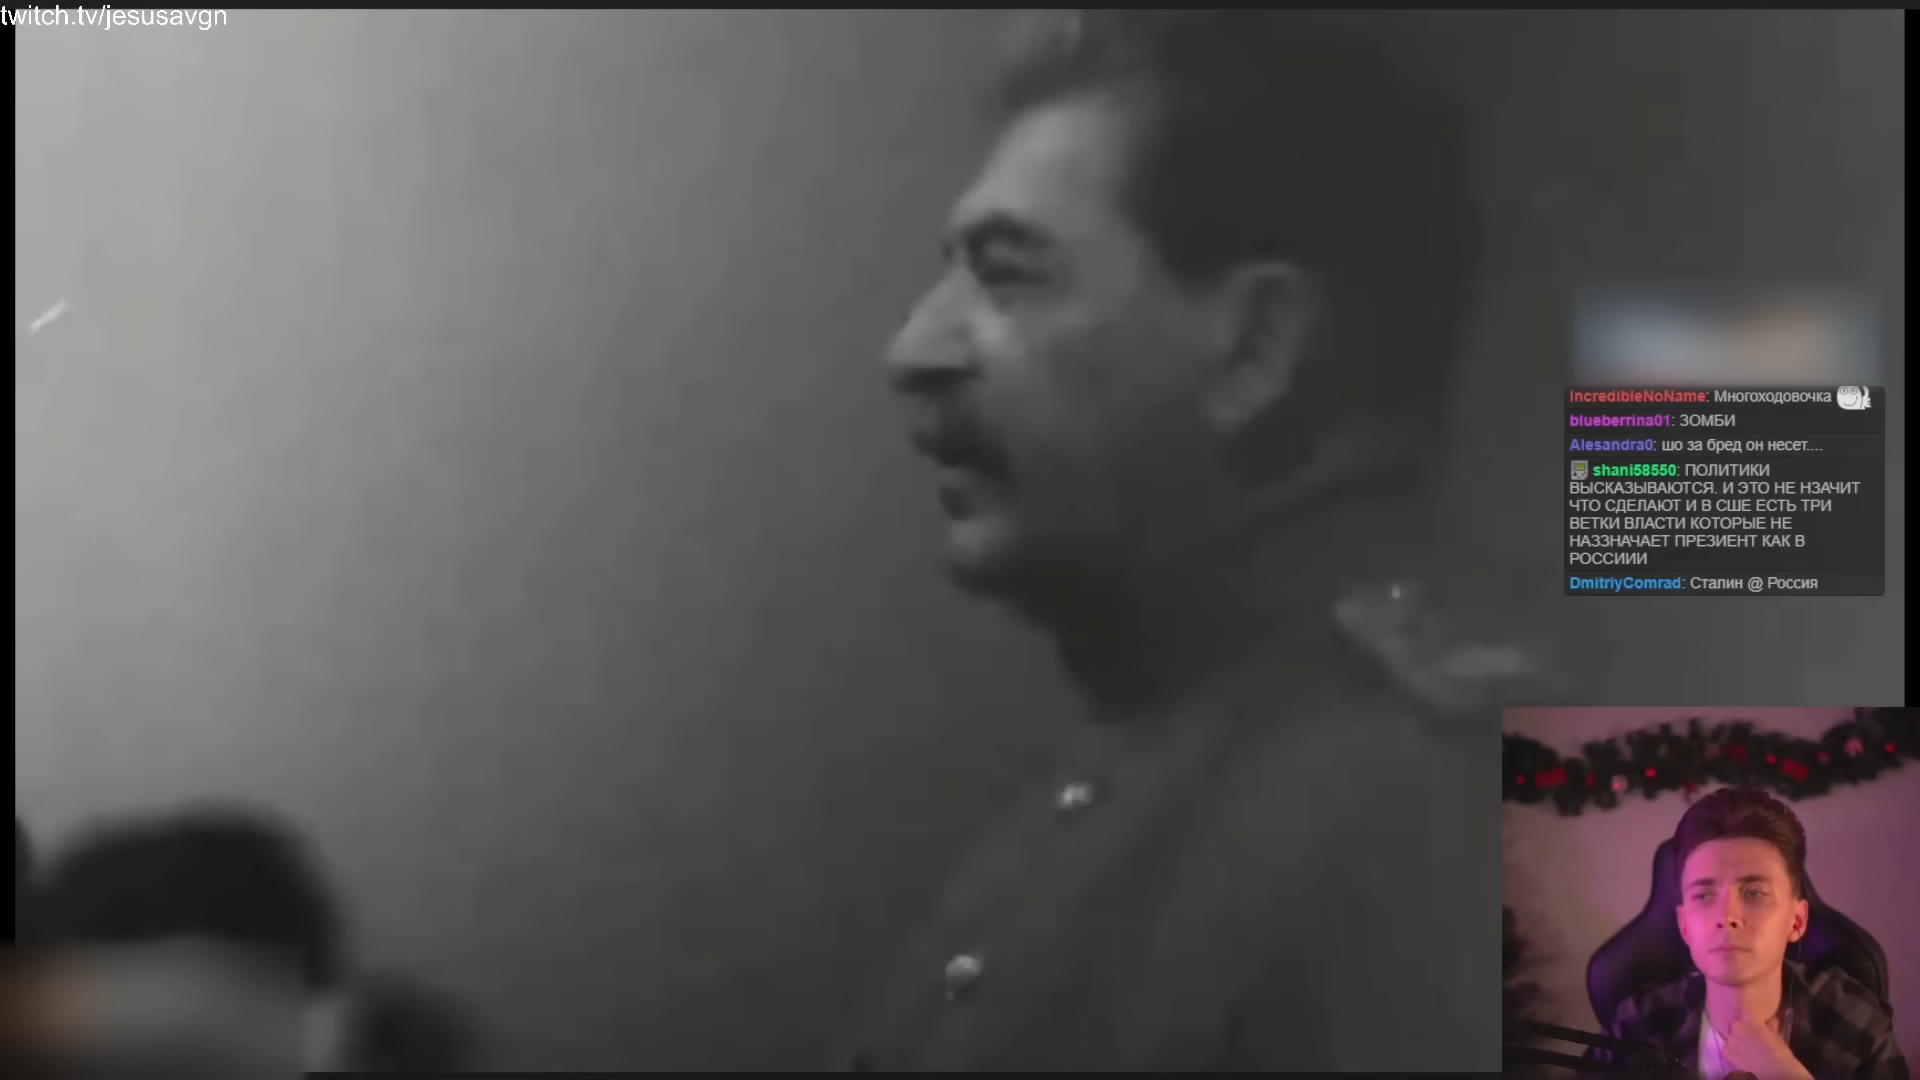 twitch.tv/jesusavgn
IncredibleNoName: Многоходовочка
blueberrina01: ЗОМБИ
Alesandra0: шо за бред он несет....
shani58550: ПОЛИТИКИ
ВЫСКАЗЫВАЮТСЯ. И ЭТО НЕ НЗАЧИТ
ЧТО СДЕЛАЮТ И В СШЕ ЕСТЬ ТРИ
ВЕТКИ ВЛАСТИ КОТОРЫЕ НЕ
НАЗЗНАЧАЕТ ПРЕЗИЕНТ КАК В
РОССИИИ
DmitriyComrad: Сталин @ Россия